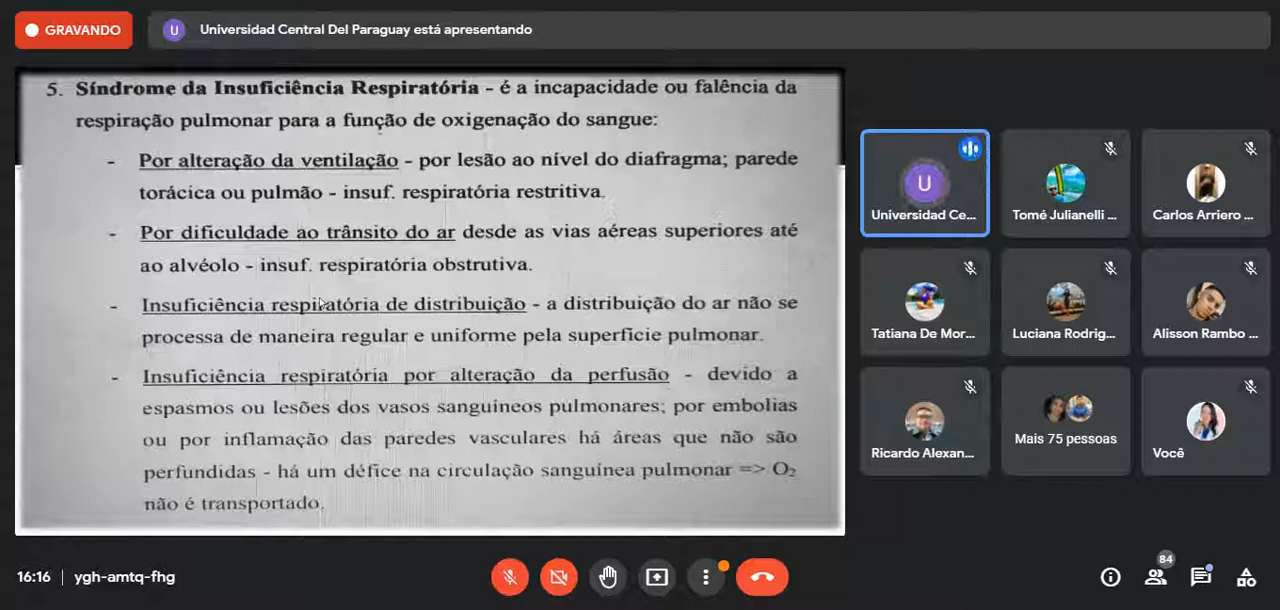 GRAVANDO
U
Universidad Central Del Paraguay está apresentando
5. Síndrome da Insuficiência Respiratória - é a incapacidade ou falência da
respiração pulmonar para a função de oxigenação do sangue:
- Por alteração da ventilação - por lesão ao nível do diafragma; parede
torácica ou pulmão - insuf. respiratória restritiva.
- Por dificuldade ao trânsito do ar desde as vias aéreas superiores até
ao alvéolo - insuf. respiratória obstrutiva.
- Insuficiência respiratória de distribuição - a distribuição do ar não se
processa de maneira regular e uniforme pela superfície pulmonar.
- Insuficiência respiratória por alteração da perfusão - devido a
espasmos ou lesões dos vasos sanguíneos pulmonares; por embolias
ou por inflamação das paredes vasculares há áreas que não são
perfundidas - há um défice na circulação sanguínea pulmonar => O₂
não é transportado.
U
Universidad Ce...
Tomé Julianelli ...
Carlos Arriero ...
Tatiana De Mor...
Luciana Rodrig...
Alisson Rambo ...
Ricardo Alexan...
Mais 75 pessoas
Você
16:16 | ygh-amtq-fhg
84